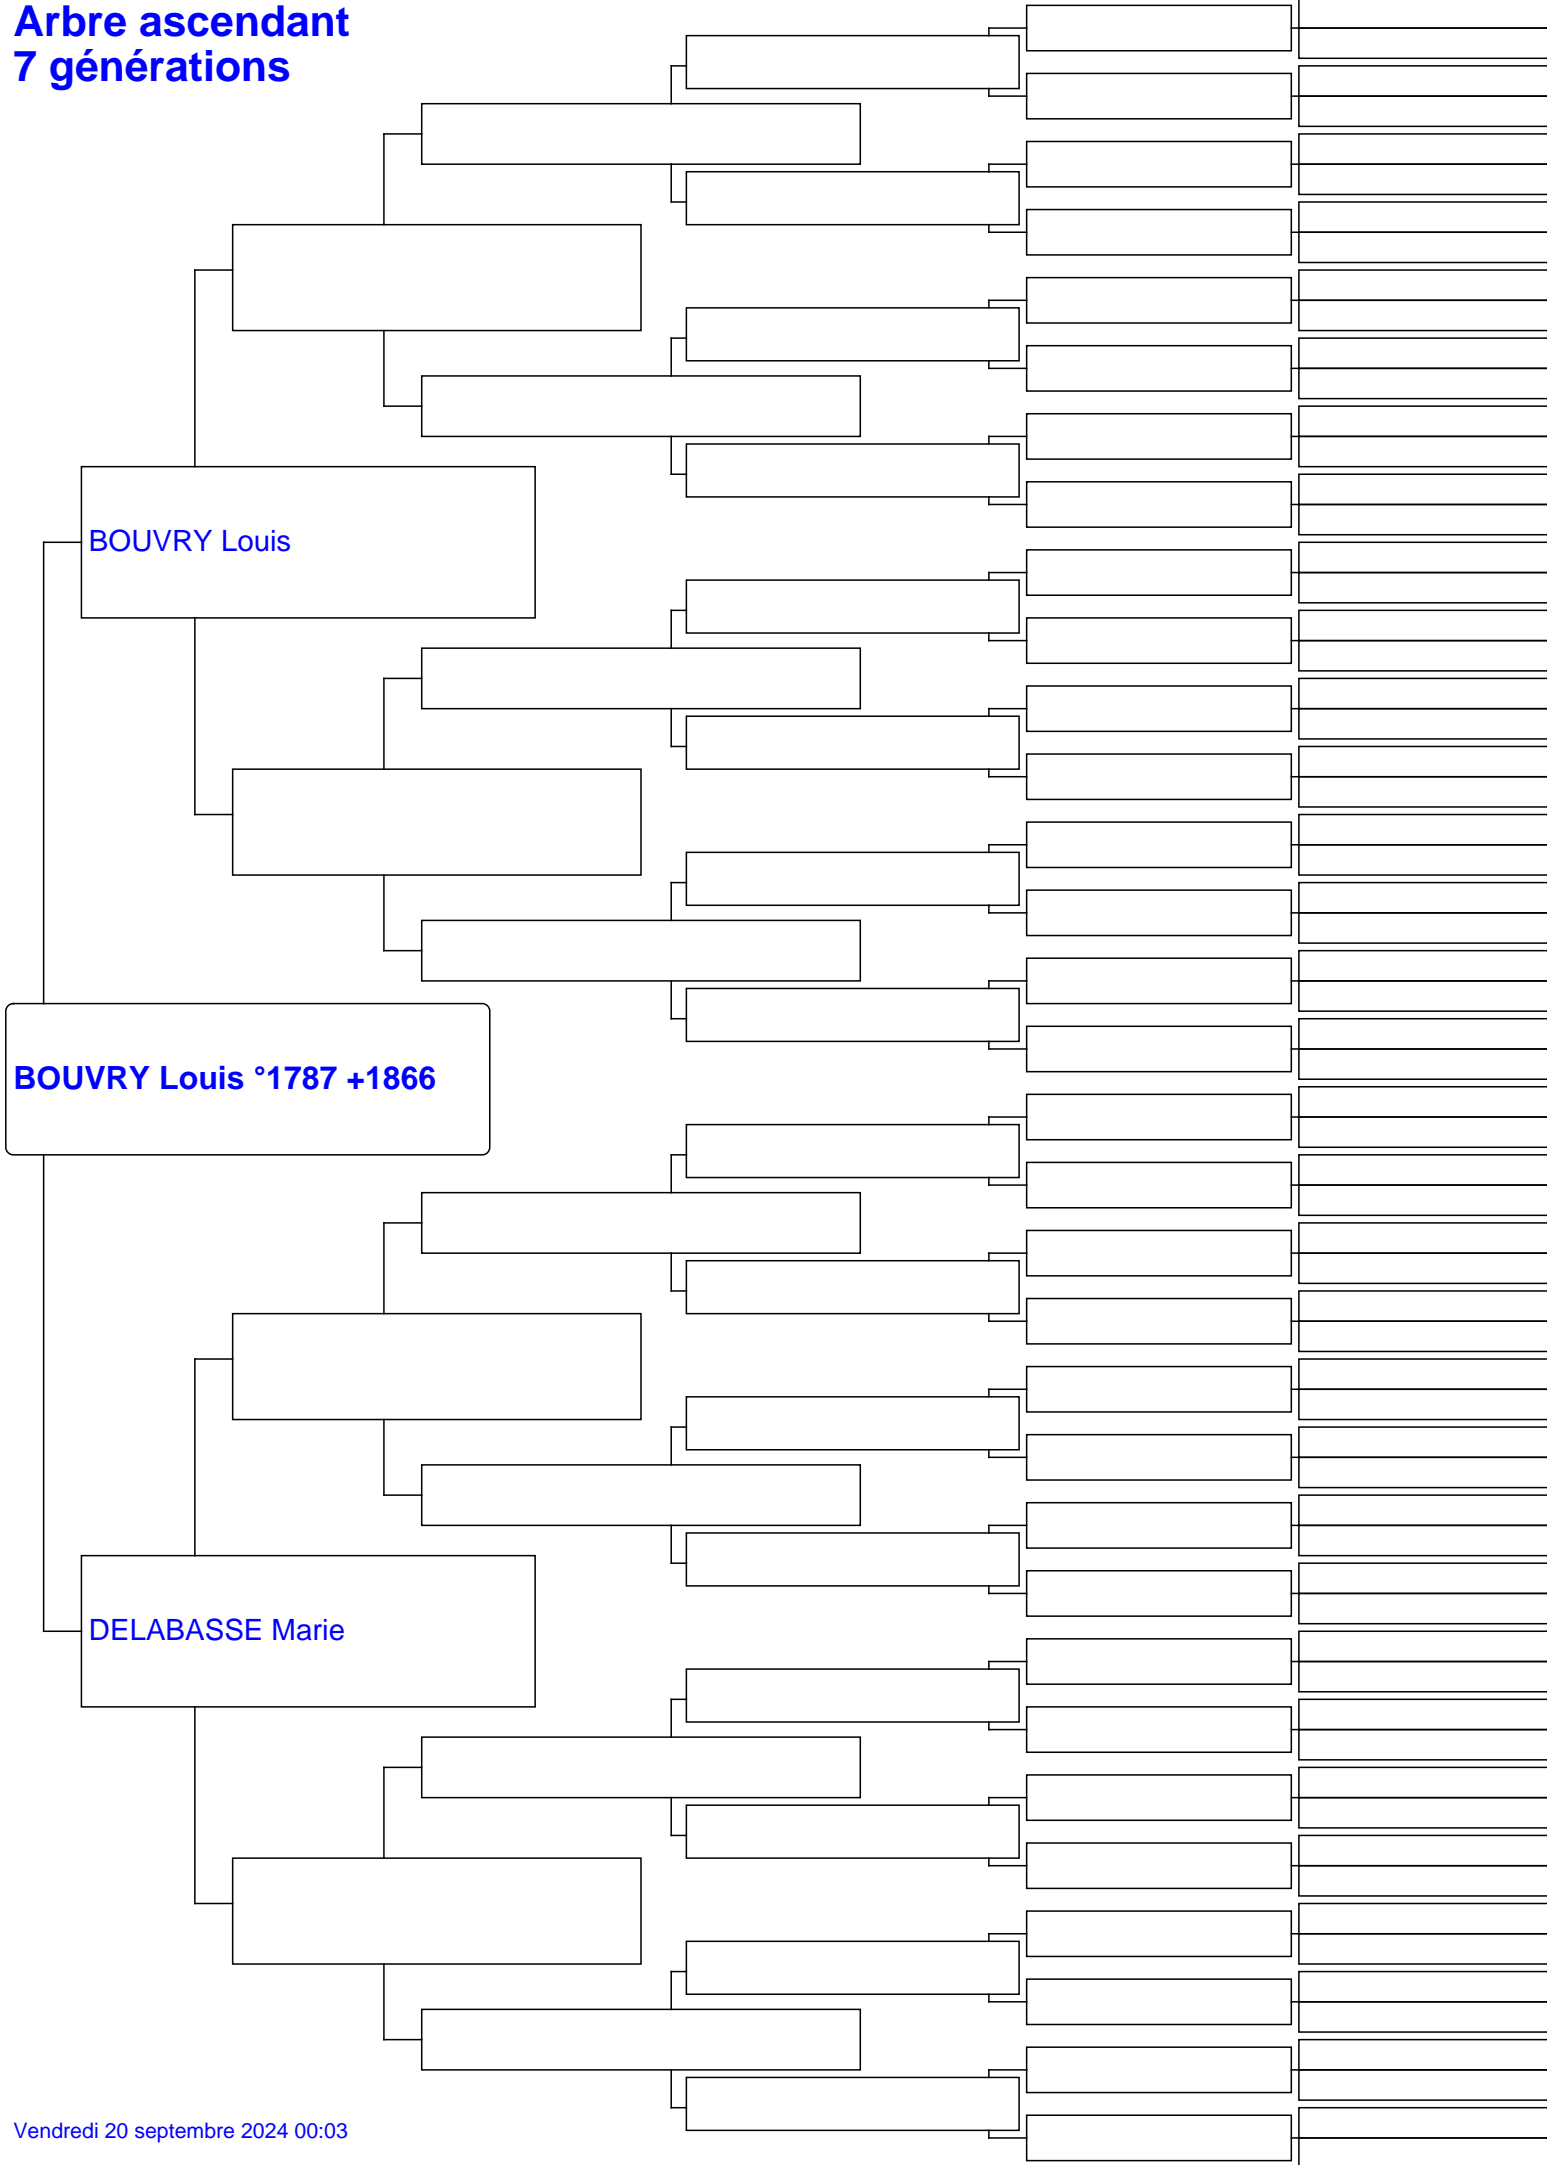 Arbre ascendant
7 générations
BOUVRY Louis
BOUVRY Louis °1787 +1866
DELABASSE Marie
Vendredi 20 septembre 2024 00:03